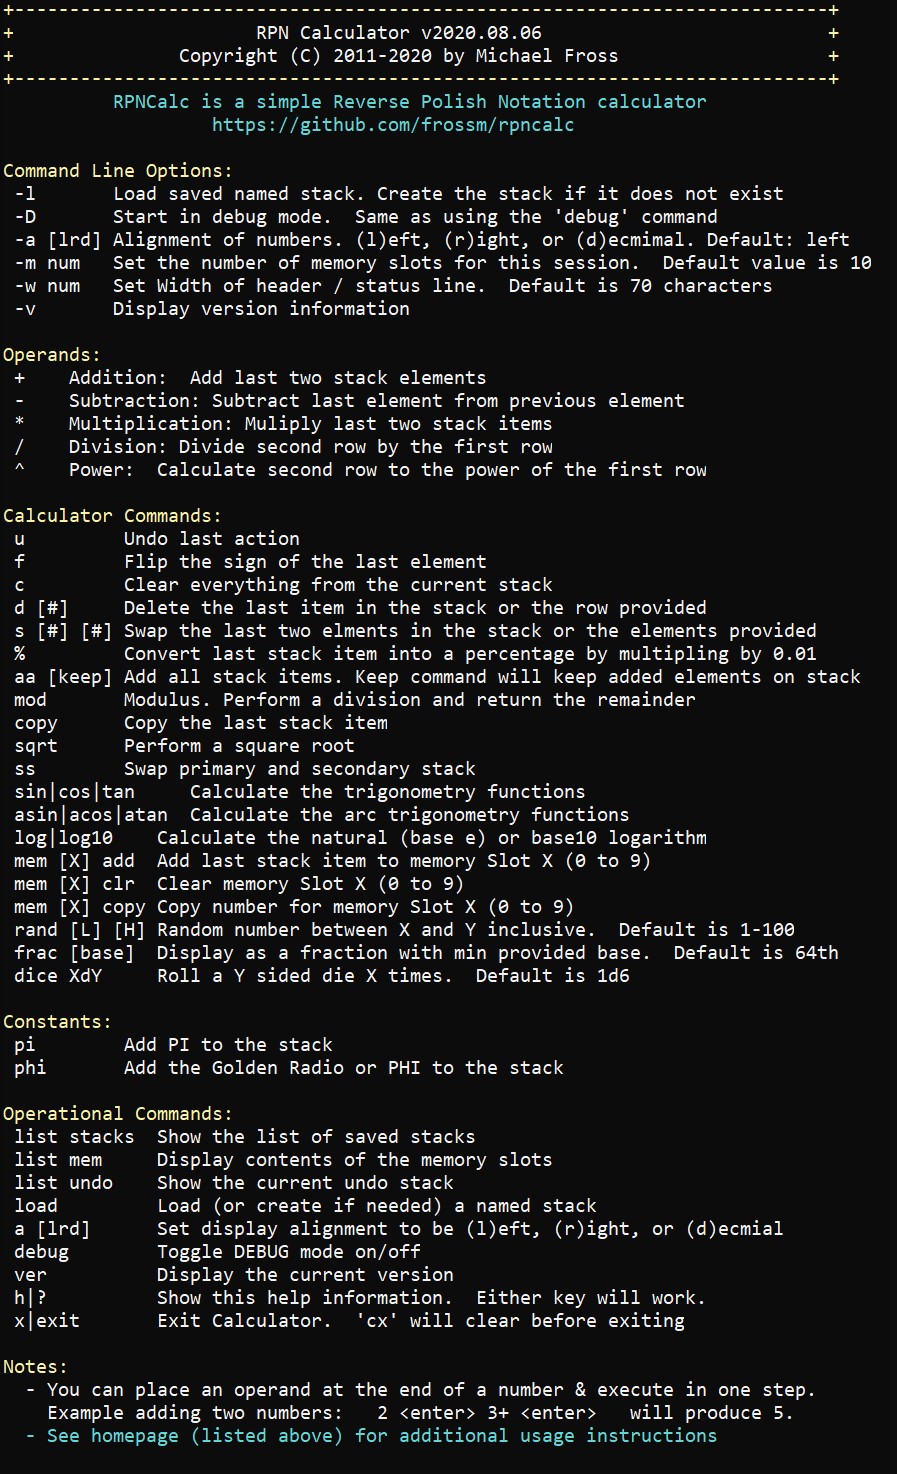 +--------------------------------------------------------------------------+
+                      RPN Calculator v2020.08.06                          +
+               Copyright (C) 2011-2020 by Michael Fross                   +
+--------------------------------------------------------------------------+
          RPNCalc is a simple Reverse Polish Notation calculator
                   https://github.com/frossm/rpncalc

Command Line Options:
 -l       Load saved named stack. Create the stack if it does not exist
 -D       Start in debug mode.  Same as using the 'debug' command
 -a [lrd] Alignment of numbers. (l)eft, (r)ight, or (d)ecmimal. Default: left
 -m num   Set the number of memory slots for this session.  Default value is 10
 -w num   Set Width of header / status line.  Default is 70 characters
 -v       Display version information

Operands:
 +    Addition:  Add last two stack elements
 -    Subtraction: Subtract last element from previous element
 *    Multiplication: Muliply last two stack items
 /    Division: Divide second row by the first row
 ^    Power:  Calculate second row to the power of the first row

Calculator Commands:
 u         Undo last action
 f         Flip the sign of the last element
 c         Clear everything from the current stack
 d [#]     Delete the last item in the stack or the row provided
 s [#] [#] Swap the last two elments in the stack or the elements provided
 %         Convert last stack item into a percentage by multipling by 0.01
 aa [keep] Add all stack items. Keep command will keep added elements on stack
 mod       Modulus. Perform a division and return the remainder
 copy      Copy the last stack item
 sqrt      Perform a square root
 ss        Swap primary and secondary stack
 sin|cos|tan     Calculate the trigonometry functions
 asin|acos|atan  Calculate the arc trigonometry functions
 log|log10    Calculate the natural (base e) or base10 logarithm
 mem [X] add  Add last stack item to memory Slot X (0 to 9)
 mem [X] clr  Clear memory Slot X (0 to 9)
 mem [X] copy Copy number for memory Slot X (0 to 9)
 rand [L] [H] Random number between X and Y inclusive.  Default is 1-100
 frac [base]  Display as a fraction with min provided base.  Default is 64th
 dice XdY     Roll a Y sided die X times.  Default is 1d6

Constants:
 pi        Add PI to the stack
 phi       Add the Golden Radio or PHI to the stack

Operational Commands:
 list stacks  Show the list of saved stacks
 list mem     Display contents of the memory slots
 list undo    Show the current undo stack
 load         Load (or create if needed) a named stack
 a [lrd]      Set display alignment to be (l)eft, (r)ight, or (d)ecmial
 debug        Toggle DEBUG mode on/off
 ver          Display the current version
 h|?          Show this help information.  Either key will work.
 x|exit       Exit Calculator.  'cx' will clear before exiting

Notes:
  - You can place an operand at the end of a number & execute in one step.
    Example adding two numbers:   2 <enter> 3+ <enter>   will produce 5.
  - See homepage (listed above) for additional usage instructions